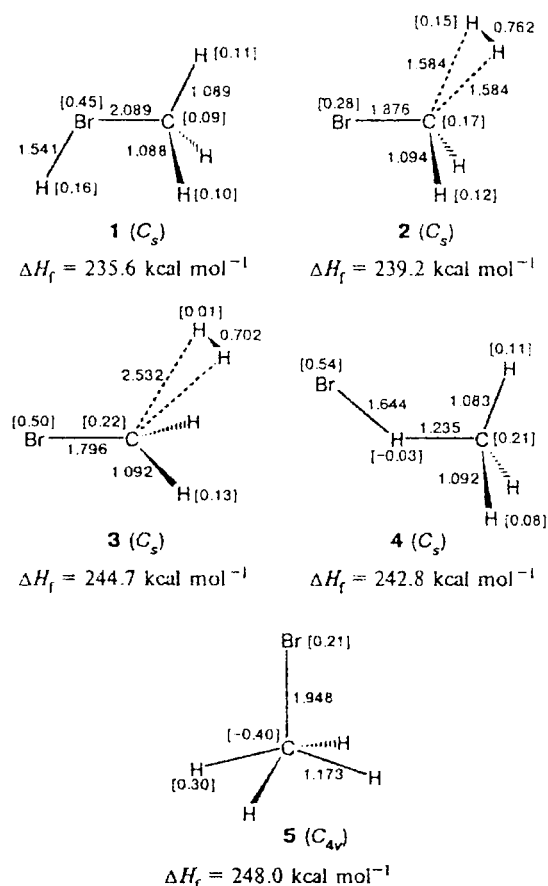 H [0.11]
1.089
[0.45] 2.089
Br C [0.09]
1.541 1.088 H
H [0.16] H [0.10]
1 (Cs)
ΔHf = 235.6 kcal mol−1
[0.15] H 0.762
H
1.584
1.584
[0.28] 1.876
Br C [0.17]
1.094 H
H [0.12]
2 (Cs)
ΔHf = 239.2 kcal mol−1
[0.01]
H 0.702
H
2.532
[0.50] [0.22] H
Br C
1.796
1.092
H [0.13]
3 (Cs)
ΔHf = 244.7 kcal mol−1
[0.11]
[0.54] H
Br
1.644 1.083
1.235
H C [0.21]
[-0.03]
1.092 H
H [0.08]
4 (Cs)
ΔHf = 242.8 kcal mol−1
Br [0.21]
1.948
[-0.40]
C H
H
[0.30] 1.173 H
H
5 (C4v)
ΔHf = 248.0 kcal mol−1